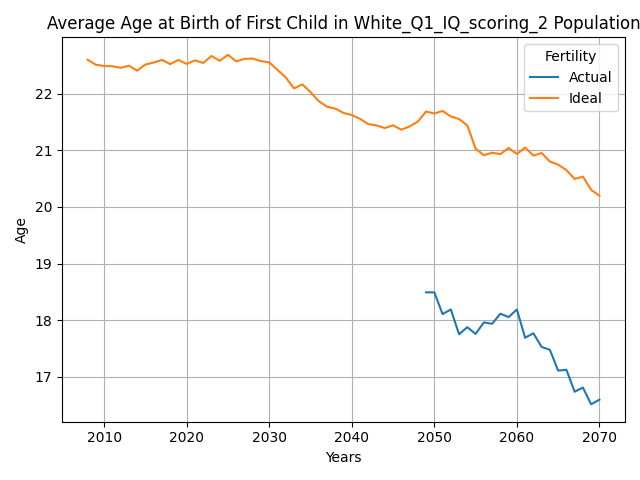 Average Age at Birth of First Child in White_Q1_IQ_scoring_2 Population
Fertility
Actual
Ideal
Age
22
21
20
19
18
17
2010
2020
2030
2040
2050
2060
2070
Years